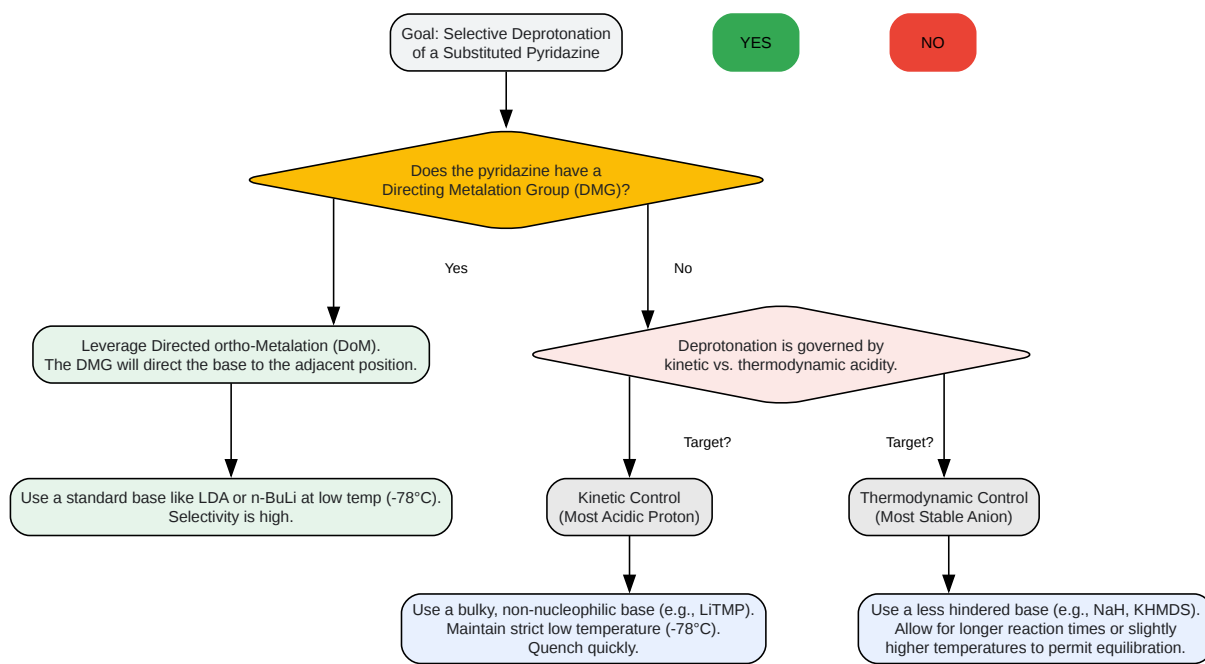 Goal: Selective Deprotonation
of a Substituted Pyridazine
YES
NO
Does the pyridazine have a
Directing Metalation Group (DMG)?
Yes
No
Leverage Directed ortho-Metalation (DoM).
The DMG will direct the base to the adjacent position.
Deprotonation is governed by
kinetic vs. thermodynamic acidity.
Target?
Target?
Use a standard base like LDA or n-BuLi at low temp (-78°C).
Selectivity is high.
Kinetic Control
(Most Acidic Proton)
Thermodynamic Control
(Most Stable Anion)
Use a bulky, non-nucleophilic base (e.g., LiTMP).
Maintain strict low temperature (-78°C).
Quench quickly.
Use a less hindered base (e.g., NaH, KHMDS).
Allow for longer reaction times or slightly
higher temperatures to permit equilibration.